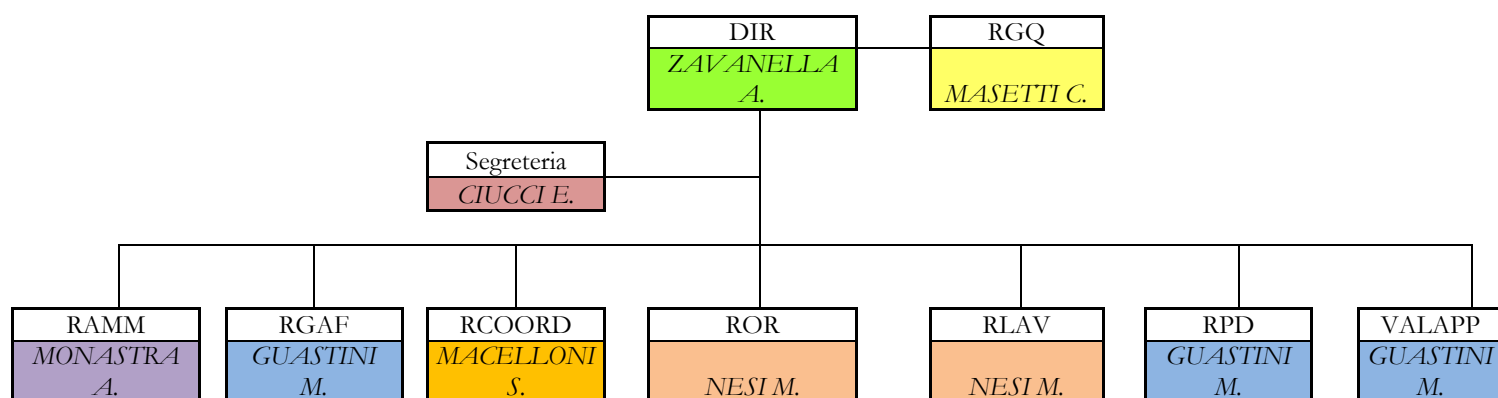 DIR
ZAVANELLA
A.
RGQ
MASETTI C.
Segreteria
CIUCCI E.
RAMM
MONASTRA
A.
RGAF
GUASTINI
M.
RCOORD
MACELLONI
S.
ROR
NESI M.
RLAV
NESI M.
RPD
GUASTINI
M.
VALAPP
GUASTINI
M.